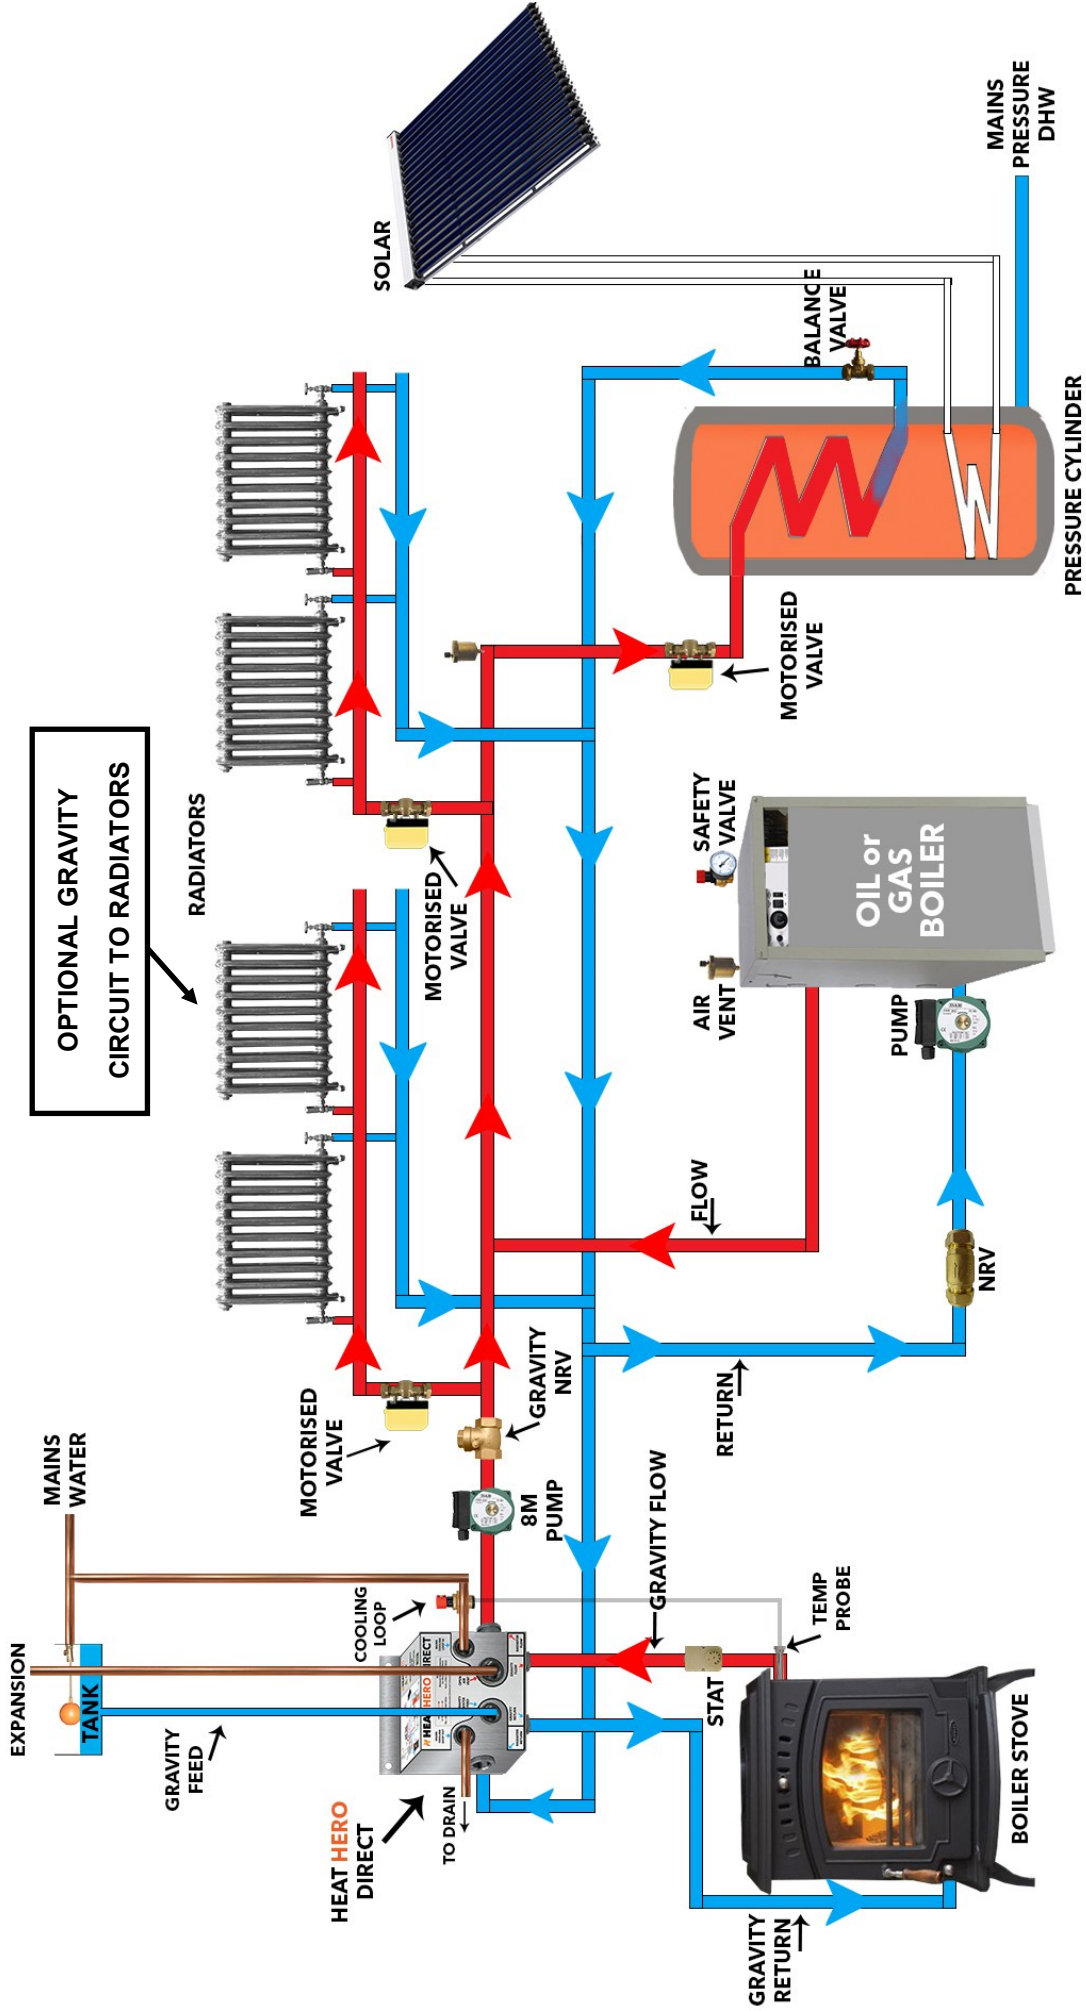 OPTIONAL GRAVITY
CIRCUIT TO RADIATORS
RADIATORS
SOLAR
MAINS
PRESSURE
DHW
BALANCE
VALVE
PRESSURE CYLINDER
MOTORISED
VALVE
MOTORISED
VALVE
SAFETY
VALVE
AIR
VENT
OIL or
GAS
BOILER
PUMP
NRV
FLOW
RETURN
GRAVITY
NRV
MOTORISED
VALVE
8M
PUMP
MAINS
WATER
EXPANSION
TANK
GRAVITY
FEED
COOLING
LOOP
HEAT HERO DIRECT
TO DRAIN
HEAT HERO
DIRECT
GRAVITY FLOW
STAT
TEMP
PROBE
BOILER STOVE
GRAVITY
RETURN